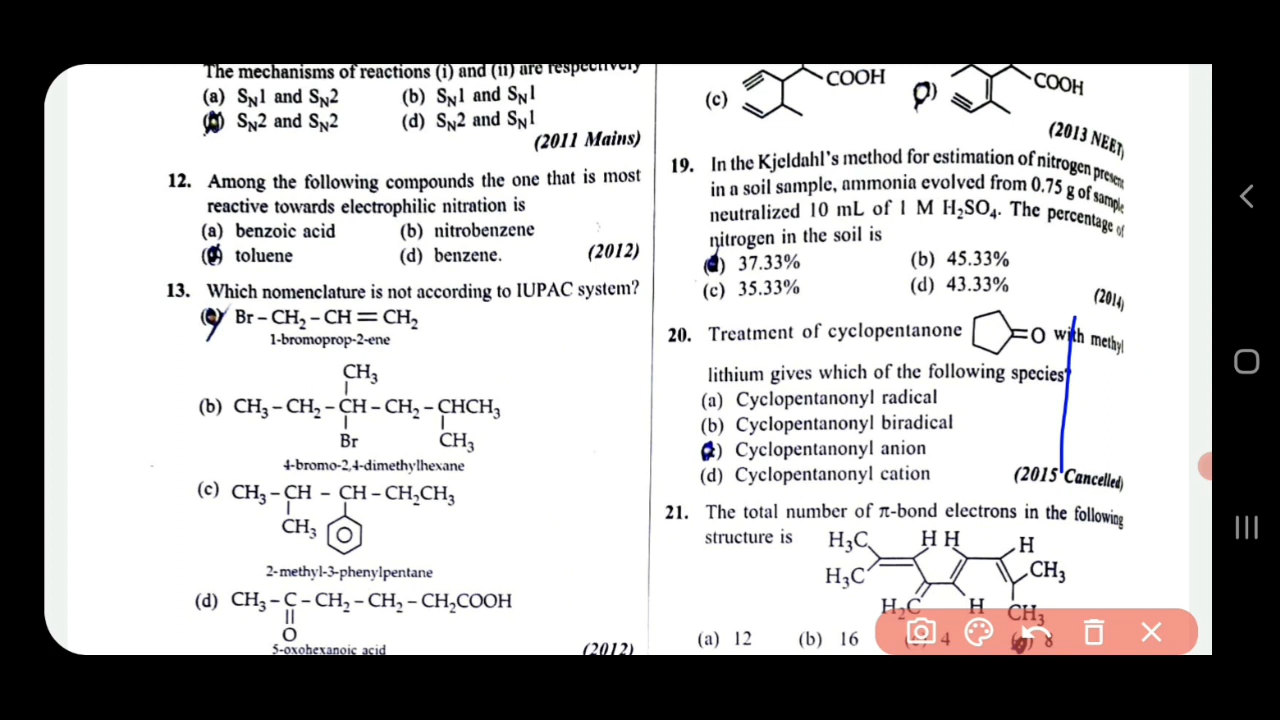 The mechanisms of reactions (i) and (ii) are respectively
(a) SN1 and SN2 (b) SN1 and SN1
SN2 and SN2 (d) SN2 and SN1
(2011 Mains)
12. Among the following compounds the one that is most
reactive towards electrophilic nitration is
(a) benzoic acid (b) nitrobenzene
toluene (d) benzene. (2012)
13. Which nomenclature is not according to IUPAC system?
Br – CH2 – CH = CH2
1-bromoprop-2-ene
CH3
(b) CH3 – CH2 – CH – CH2 – CHCH3
Br CH3
4-bromo-2,4-dimethylhexane
(c) CH3 – CH – CH – CH2CH3
CH3
2-methyl-3-phenylpentane
(d) CH3 – C – CH2 – CH2 – CH2COOH
O
5-oxohexanoic acid (2012)
COOH COOH
(c)
(2013 NEET)
19. In the Kjeldahl's method for estimation of nitrogen present
in a soil sample, ammonia evolved from 0.75 g of sample
neutralized 10 mL of 1 M H2SO4. The percentage of
nitrogen in the soil is
37.33% (b) 45.33%
(c) 35.33% (d) 43.33%
(2014)
20. Treatment of cyclopentanone =O with methyl
lithium gives which of the following species?
(a) Cyclopentanonyl radical
(b) Cyclopentanonyl biradical
Cyclopentanonyl anion
(d) Cyclopentanonyl cation (2015 Cancelled)
21. The total number of π-bond electrons in the following
structure is H3C H H H
H3C CH3
H2C H CH3
(a) 12 (b) 16 4 8